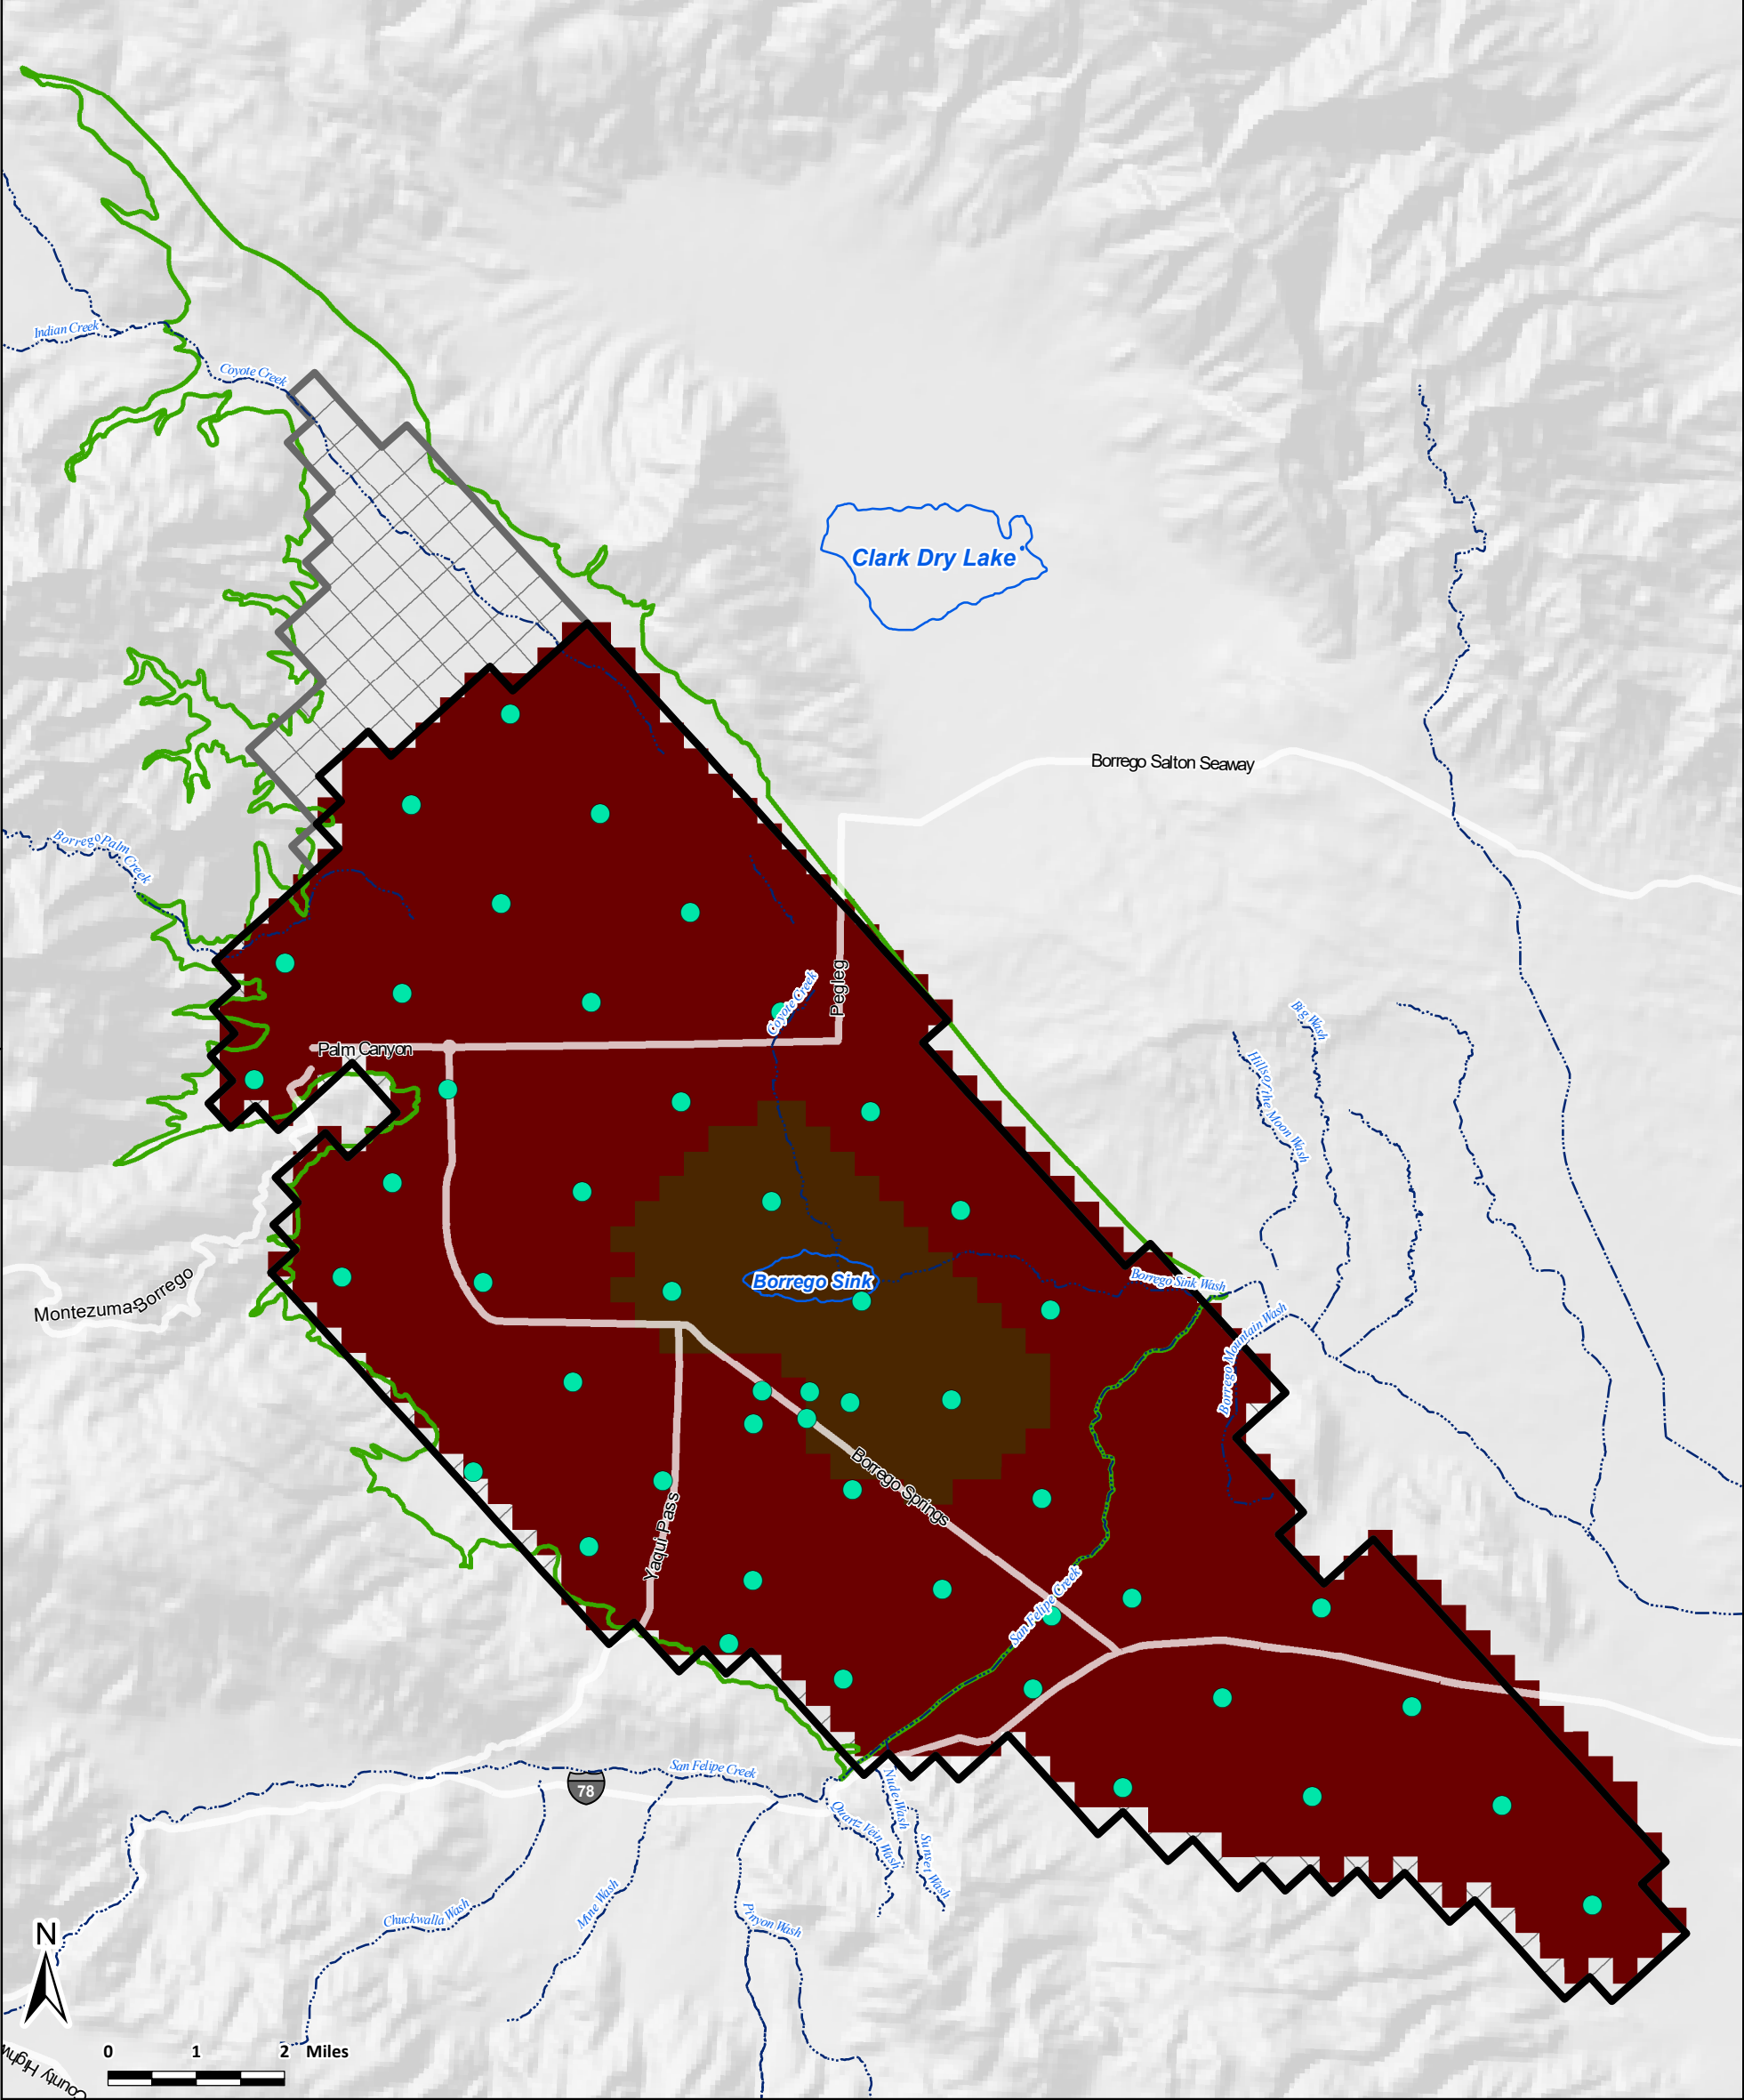 Indian Creek
Coyote Creek
Clark Dry Lake
Borrego Salton Seaway
Borrego Palm Creek
Pegleg
Coyote Creek
Big Wash
Hills of the Moon Wash
Palm Canyon
Borrego Sink
Borrego Sink Wash
Montezuma-Borrego
Borrego Mountain Wash
Borrego Springs
Yaqui Pass
San Felipe Creek
San Felipe Creek
78
Nude Wash
Quartz Vein Wash
Sunset Wash
Chuckwalla Wash
Mine Wash
Pinyon Wash
N
0 1 2 Miles
County Highw